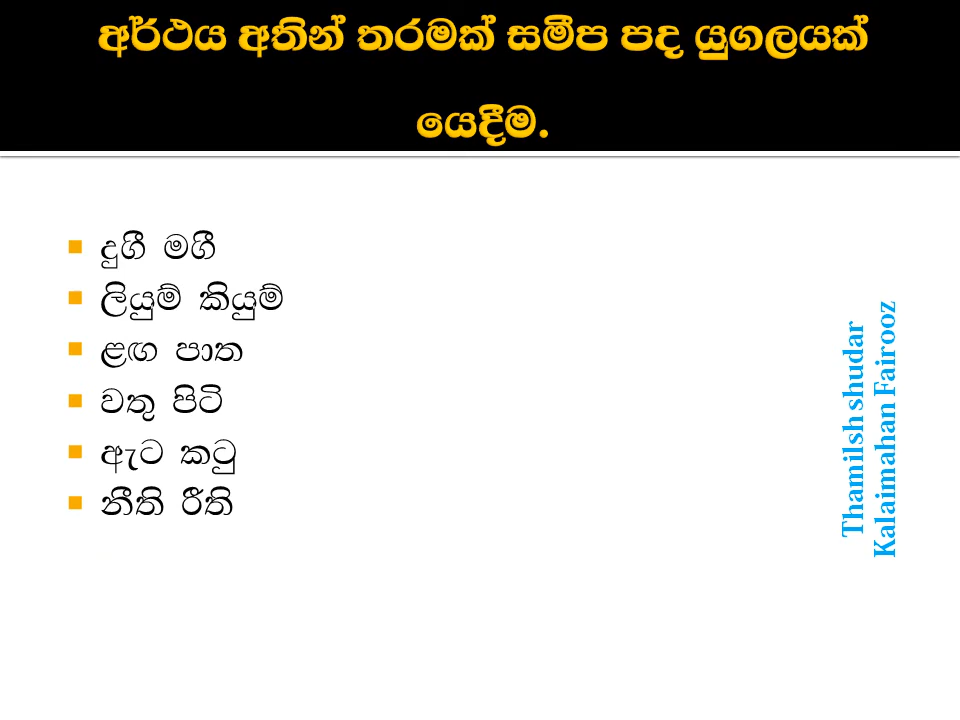 අර්ථය අතින් තරමක් සමීප පද යුගලයක්
යෙදීම.
දුගී මගී
ලියුම් කියුම්
ළඟ පාත
වතු පිටි
ඇට කටු
නීති රීති
Thamilsh shudar
Kalaimahan Fairooz